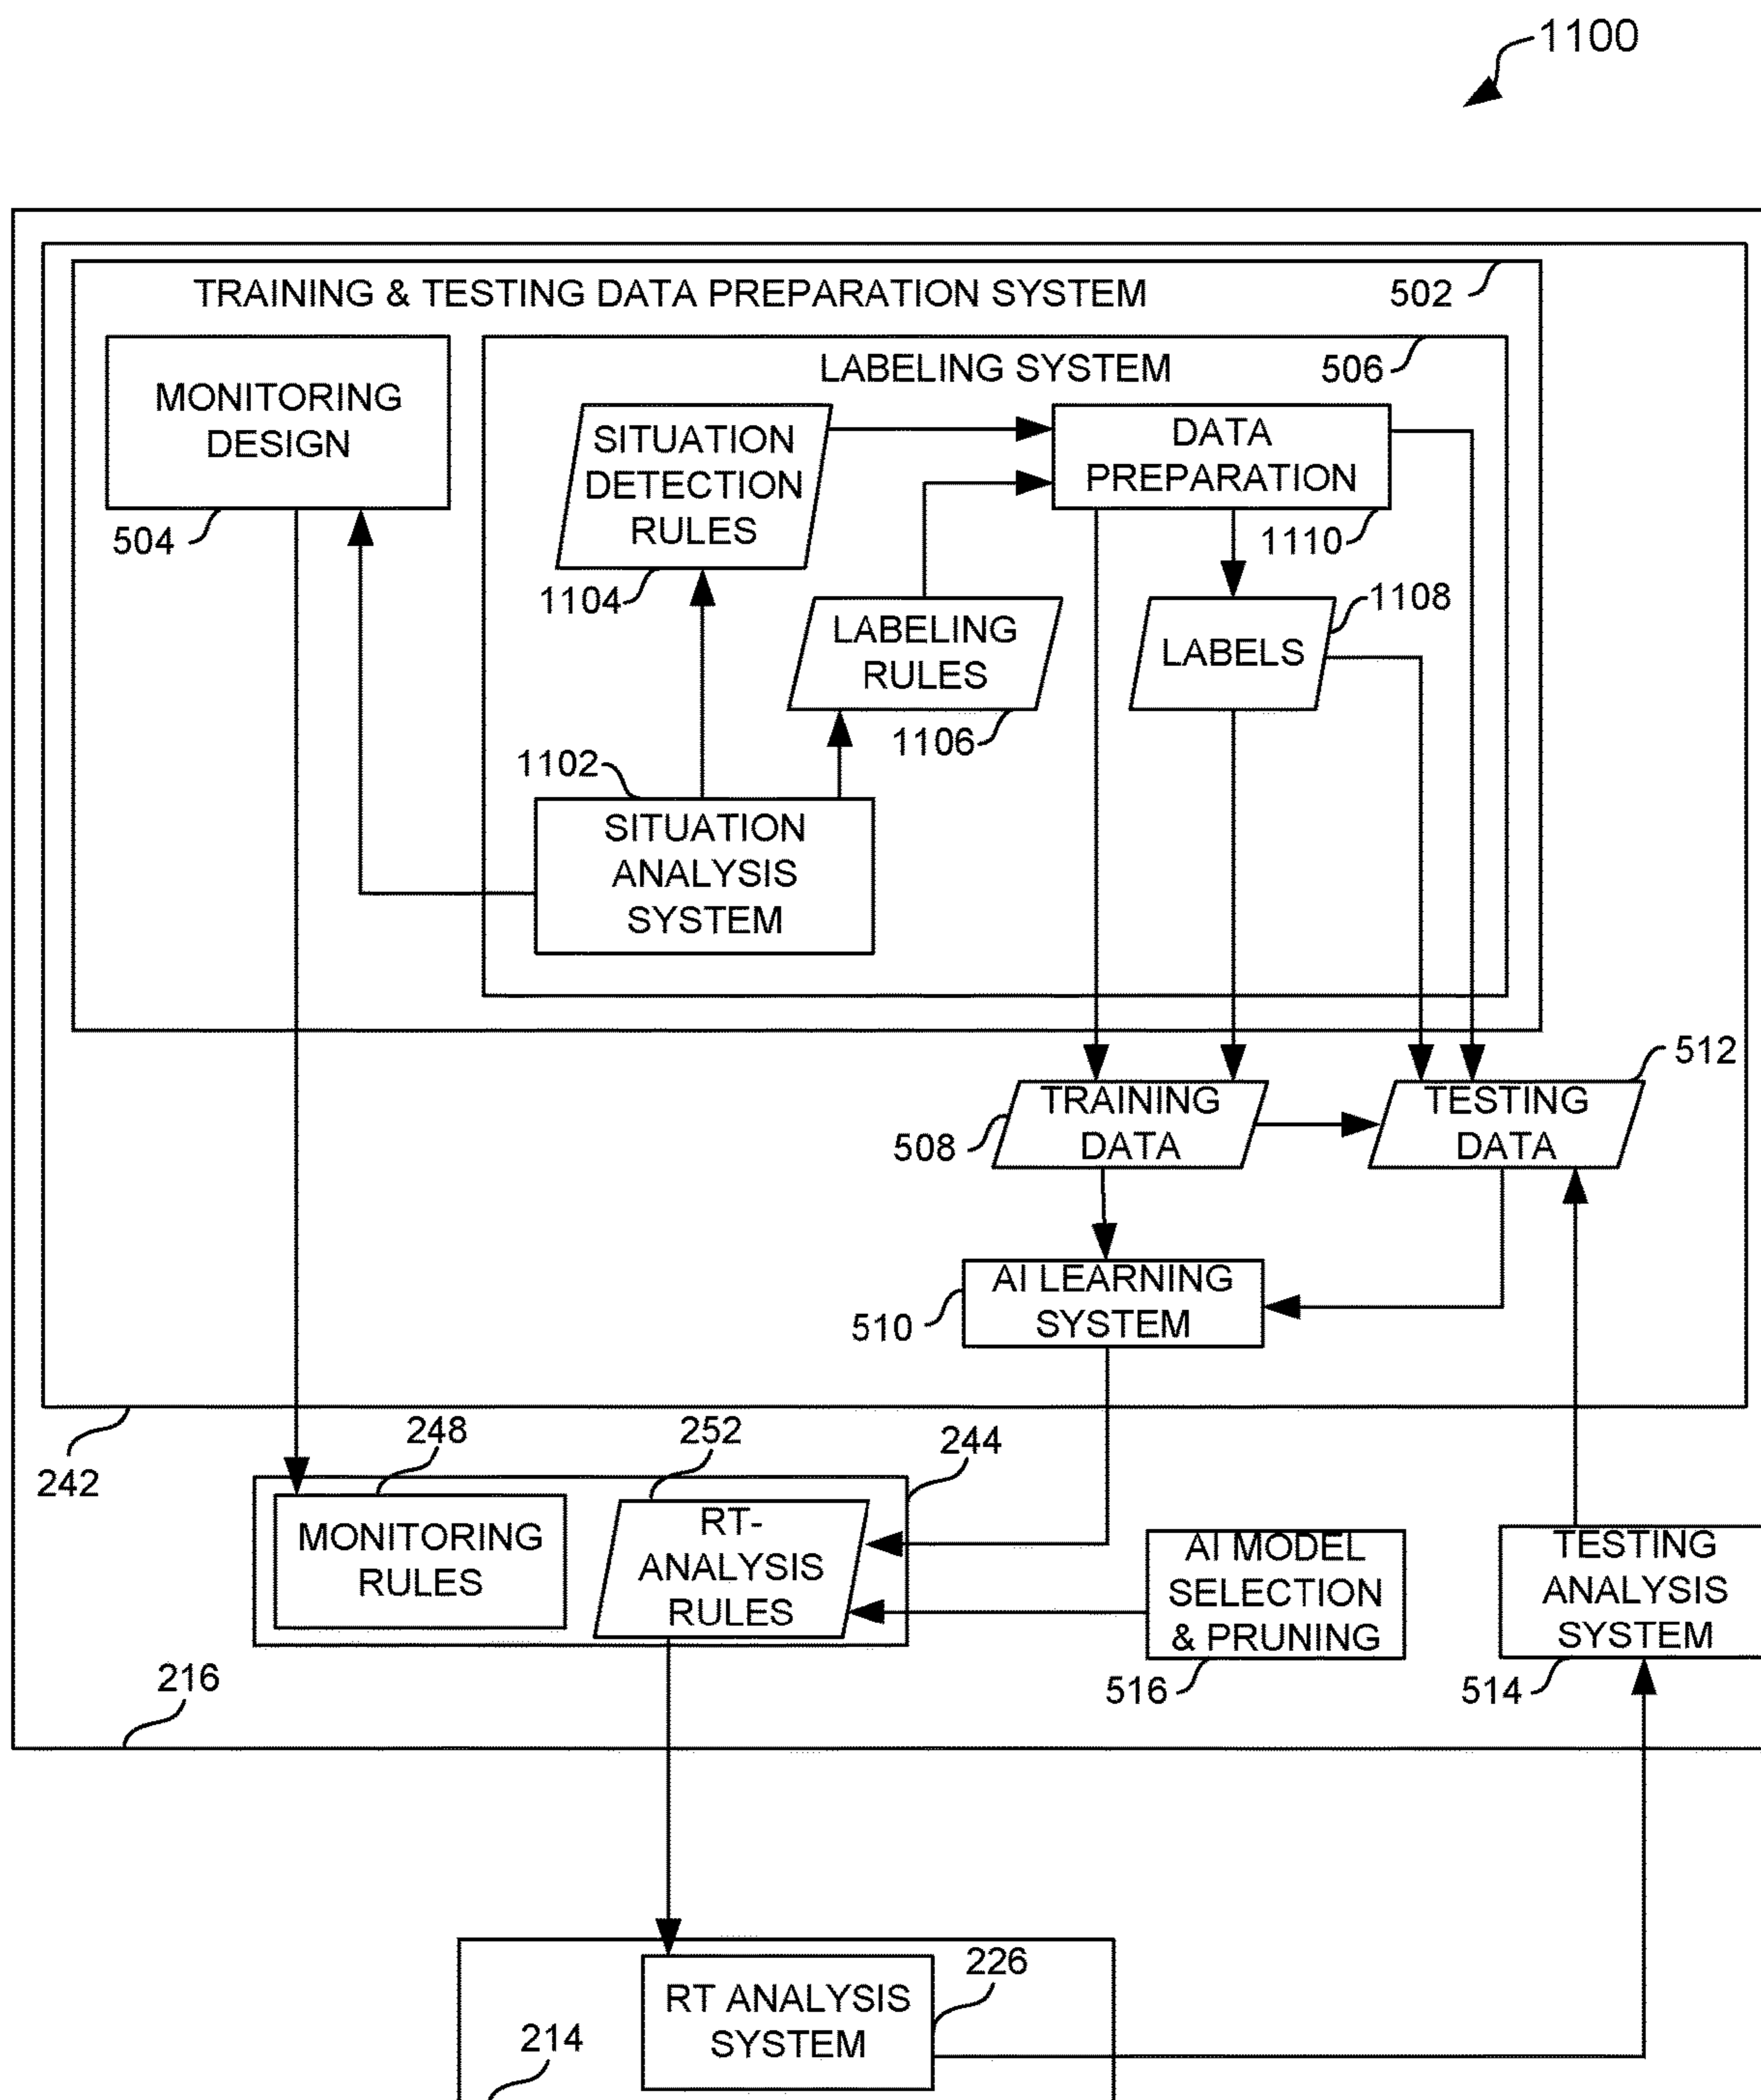 1100
TRAINING & TESTING DATA PREPARATION SYSTEM
502
MONITORING
DESIGN
504
LABELING SYSTEM
506
SITUATION
DETECTION
RULES
1104
DATA
PREPARATION
1110
LABELING
RULES
1106
LABELS
1108
1102
SITUATION
ANALYSIS
SYSTEM
512
TRAINING
DATA
508
TESTING
DATA
AI LEARNING
SYSTEM
510
242
248
252
244
MONITORING
RULES
RT-
ANALYSIS
RULES
AI MODEL
SELECTION
& PRUNING
516
TESTING
ANALYSIS
SYSTEM
514
216
RT ANALYSIS
SYSTEM
226
214